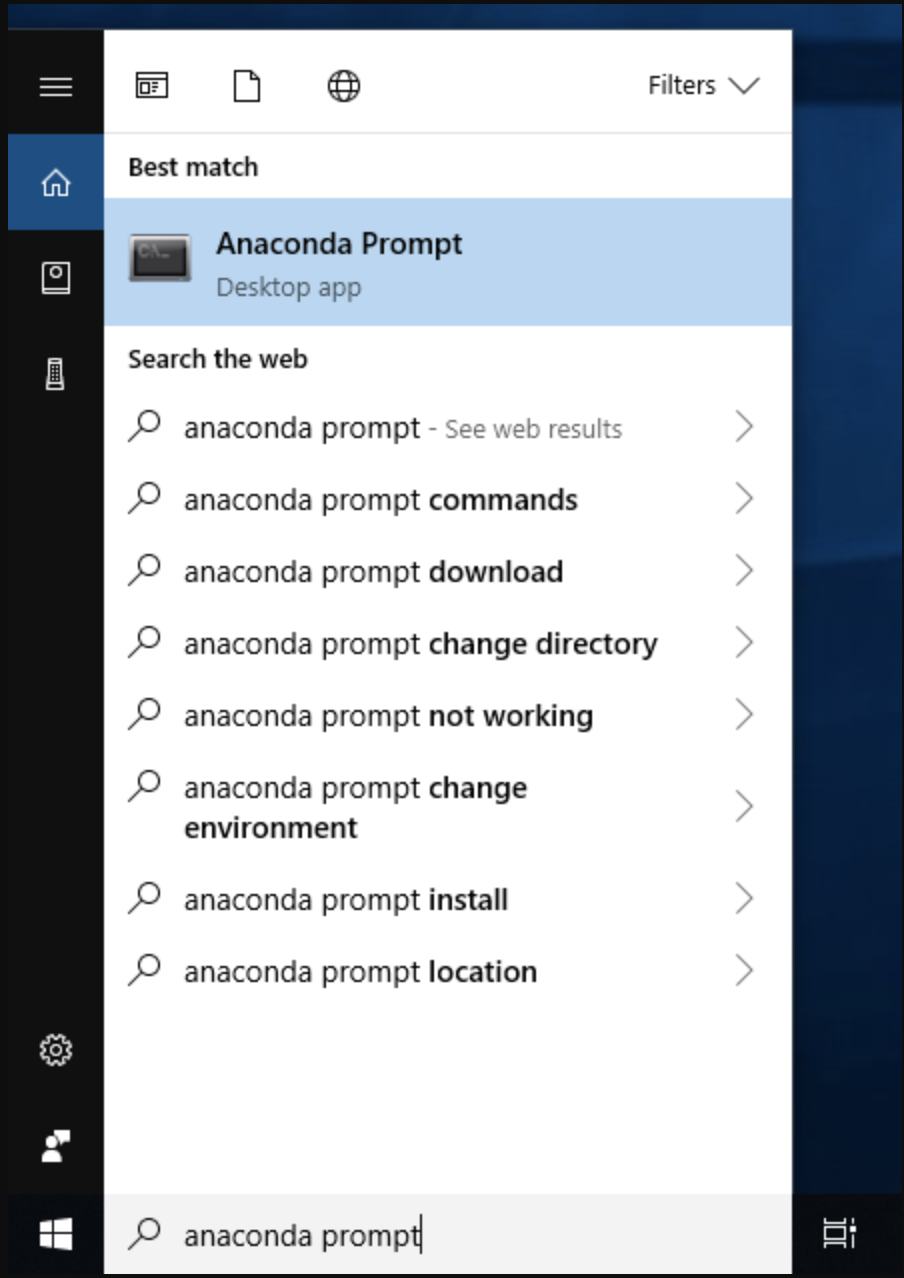 Filters
Best match
Anaconda Prompt
Desktop app
Search the web
anaconda prompt - See web results
anaconda prompt commands
anaconda prompt download
anaconda prompt change directory
anaconda prompt not working
anaconda prompt change
environment
anaconda prompt install
anaconda prompt location
anaconda prompt